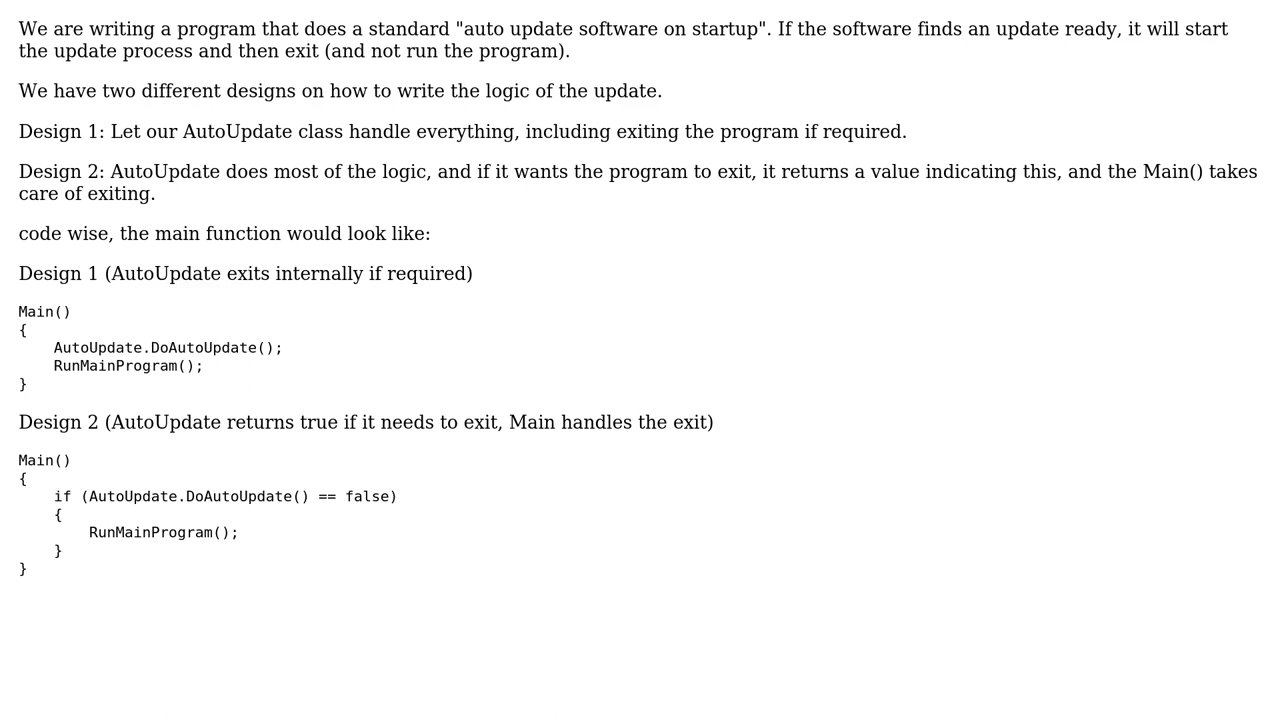 We are writing a program that does a standard "auto update software on startup". If the software finds an update ready, it will start
the update process and then exit (and not run the program).
We have two different designs on how to write the logic of the update.
Design 1: Let our AutoUpdate class handle everything, including exiting the program if required.
Design 2: AutoUpdate does most of the logic, and if it wants the program to exit, it returns a value indicating this, and the Main() takes
care of exiting.
code wise, the main function would look like:
Design 1 (AutoUpdate exits internally if required)
Main()
{
    AutoUpdate.DoAutoUpdate();
    RunMainProgram();
}
Design 2 (AutoUpdate returns true if it needs to exit, Main handles the exit)
Main()
{
    if (AutoUpdate.DoAutoUpdate() == false)
    {
        RunMainProgram();
    }
}